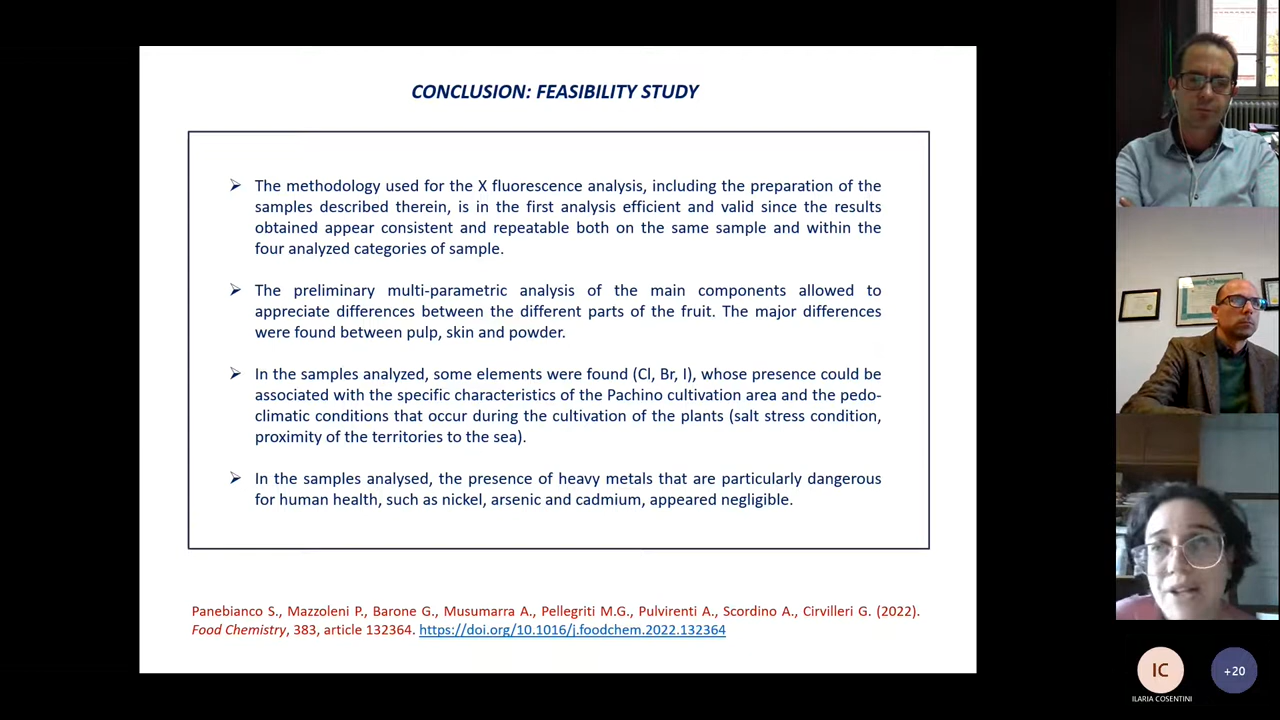 CONCLUSION: FEASIBILITY STUDY
➢ The methodology used for the X fluorescence analysis, including the preparation of the
samples described therein, is in the first analysis efficient and valid since the results
obtained appear consistent and repeatable both on the same sample and within the
four analyzed categories of sample.
➢ The preliminary multi-parametric analysis of the main components allowed to
appreciate differences between the different parts of the fruit. The major differences
were found between pulp, skin and powder.
➢ In the samples analyzed, some elements were found (Cl, Br, I), whose presence could be
associated with the specific characteristics of the Pachino cultivation area and the pedo-
climatic conditions that occur during the cultivation of the plants (salt stress condition,
proximity of the territories to the sea).
➢ In the samples analysed, the presence of heavy metals that are particularly dangerous
for human health, such as nickel, arsenic and cadmium, appeared negligible.
Panebianco S., Mazzoleni P., Barone G., Musumarra A., Pellegriti M.G., Pulvirenti A., Scordino A., Cirvilleri G. (2022).
Food Chemistry, 383, article 132364. https://doi.org/10.1016/j.foodchem.2022.132364
IC
+20
ILARIA COSENTINI